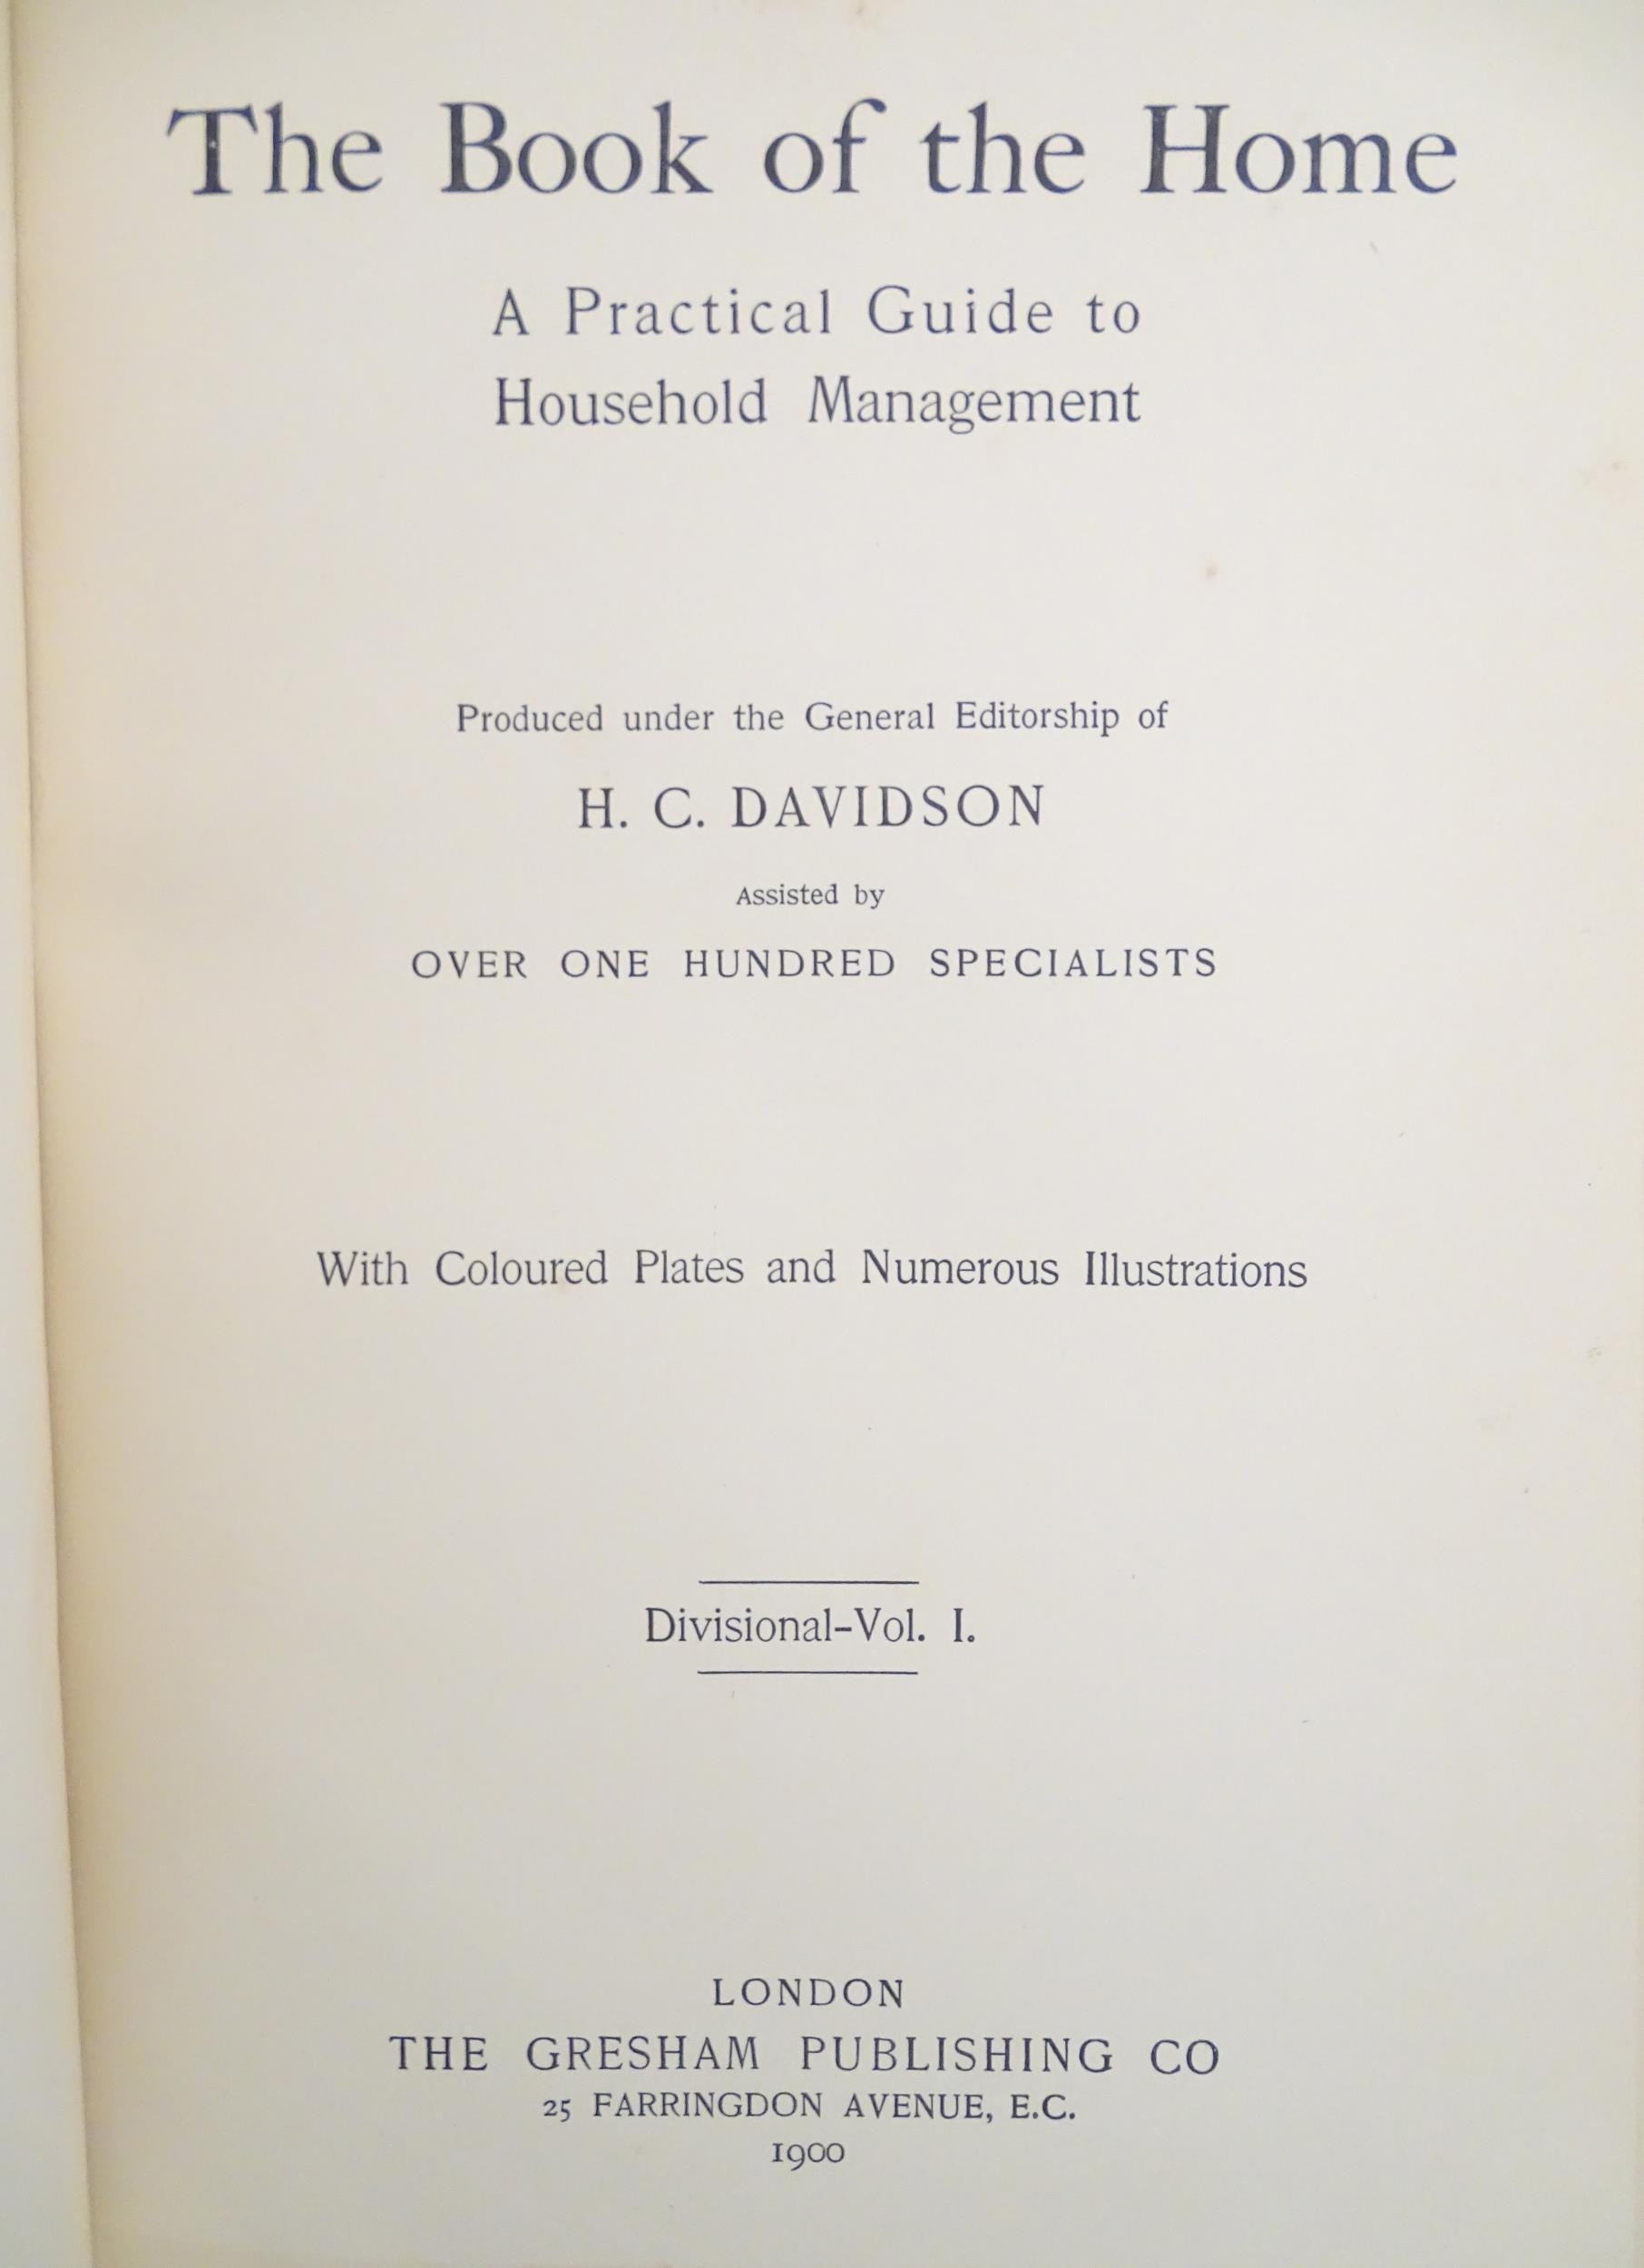 The Book of the Home
A Practical Guide to
Household Management
Produced under the General Editorship of
H. C. DAVIDSON
Assisted by
OVER ONE HUNDRED SPECIALISTS
With Coloured Plates and Numerous Illustrations
Divisional-Vol. I.
LONDON
THE GRESHAM PUBLISHING CO
25 FARRINGDON AVENUE, E.C.
1900